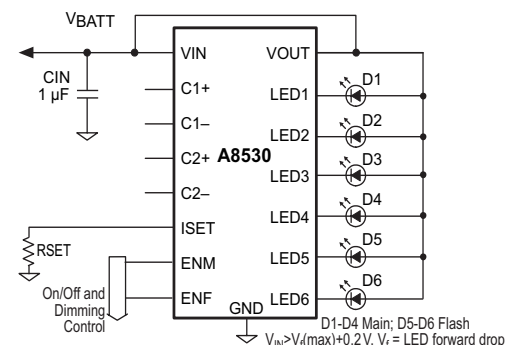 VBATT
VIN
VOUT
CIN
1 µF
C1+
LED1
D1
C1–
LED2
D2
C2+
A8530
LED3
D3
C2–
LED4
D4
ISET
RSET
LED5
D5
ENM
On/Off and
Dimming
Control
ENF
GND
LED6
D6
D1-D4 Main; D5-D6 Flash
VIN>Vf(max)+0.2V, Vf = LED forward drop